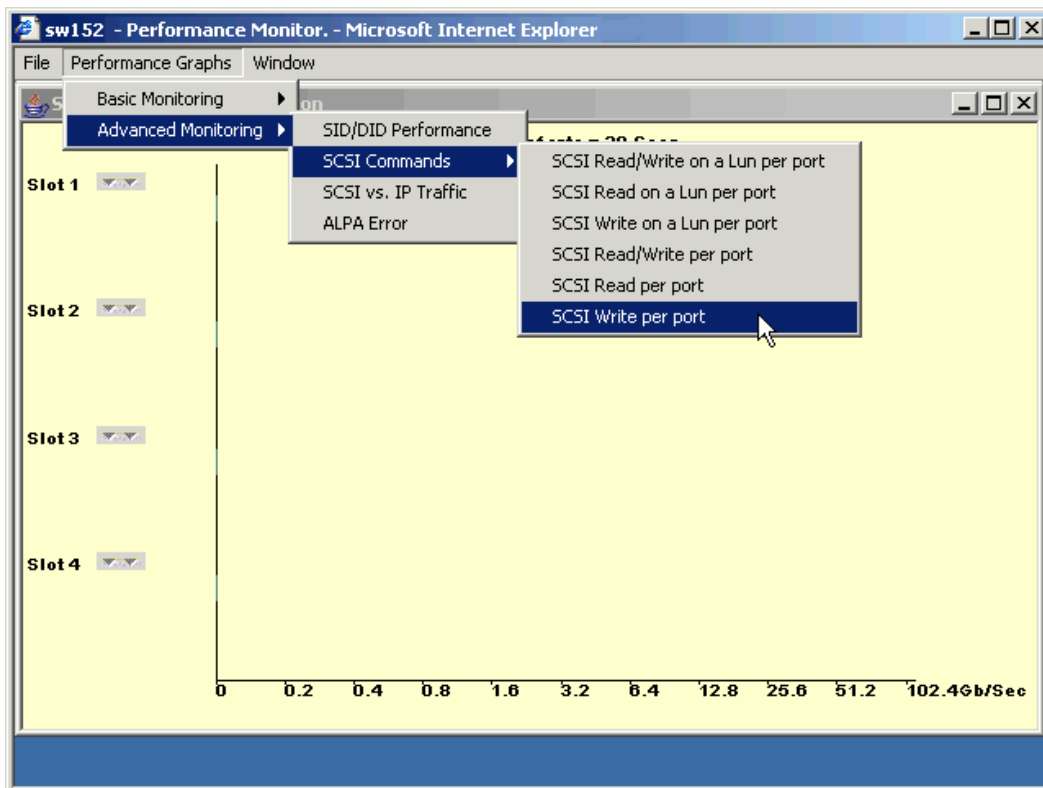 sw152 - Performance Monitor. - Microsoft Internet Explorer
File Performance Graphs Window
Basic Monitoring
Advanced Monitoring
SID/DID Performance
SCSI Commands
SCSI vs. IP Traffic
ALPA Error
SCSI Read/Write on a Lun per port
SCSI Read on a Lun per port
SCSI Write on a Lun per port
SCSI Read/Write per port
SCSI Read per port
SCSI Write per port
Slot 1
Slot 2
Slot 3
Slot 4
0 0.2 0.4 0.8 1.6 3.2 6.4 12.8 25.6 51.2 102.4Gb/Sec